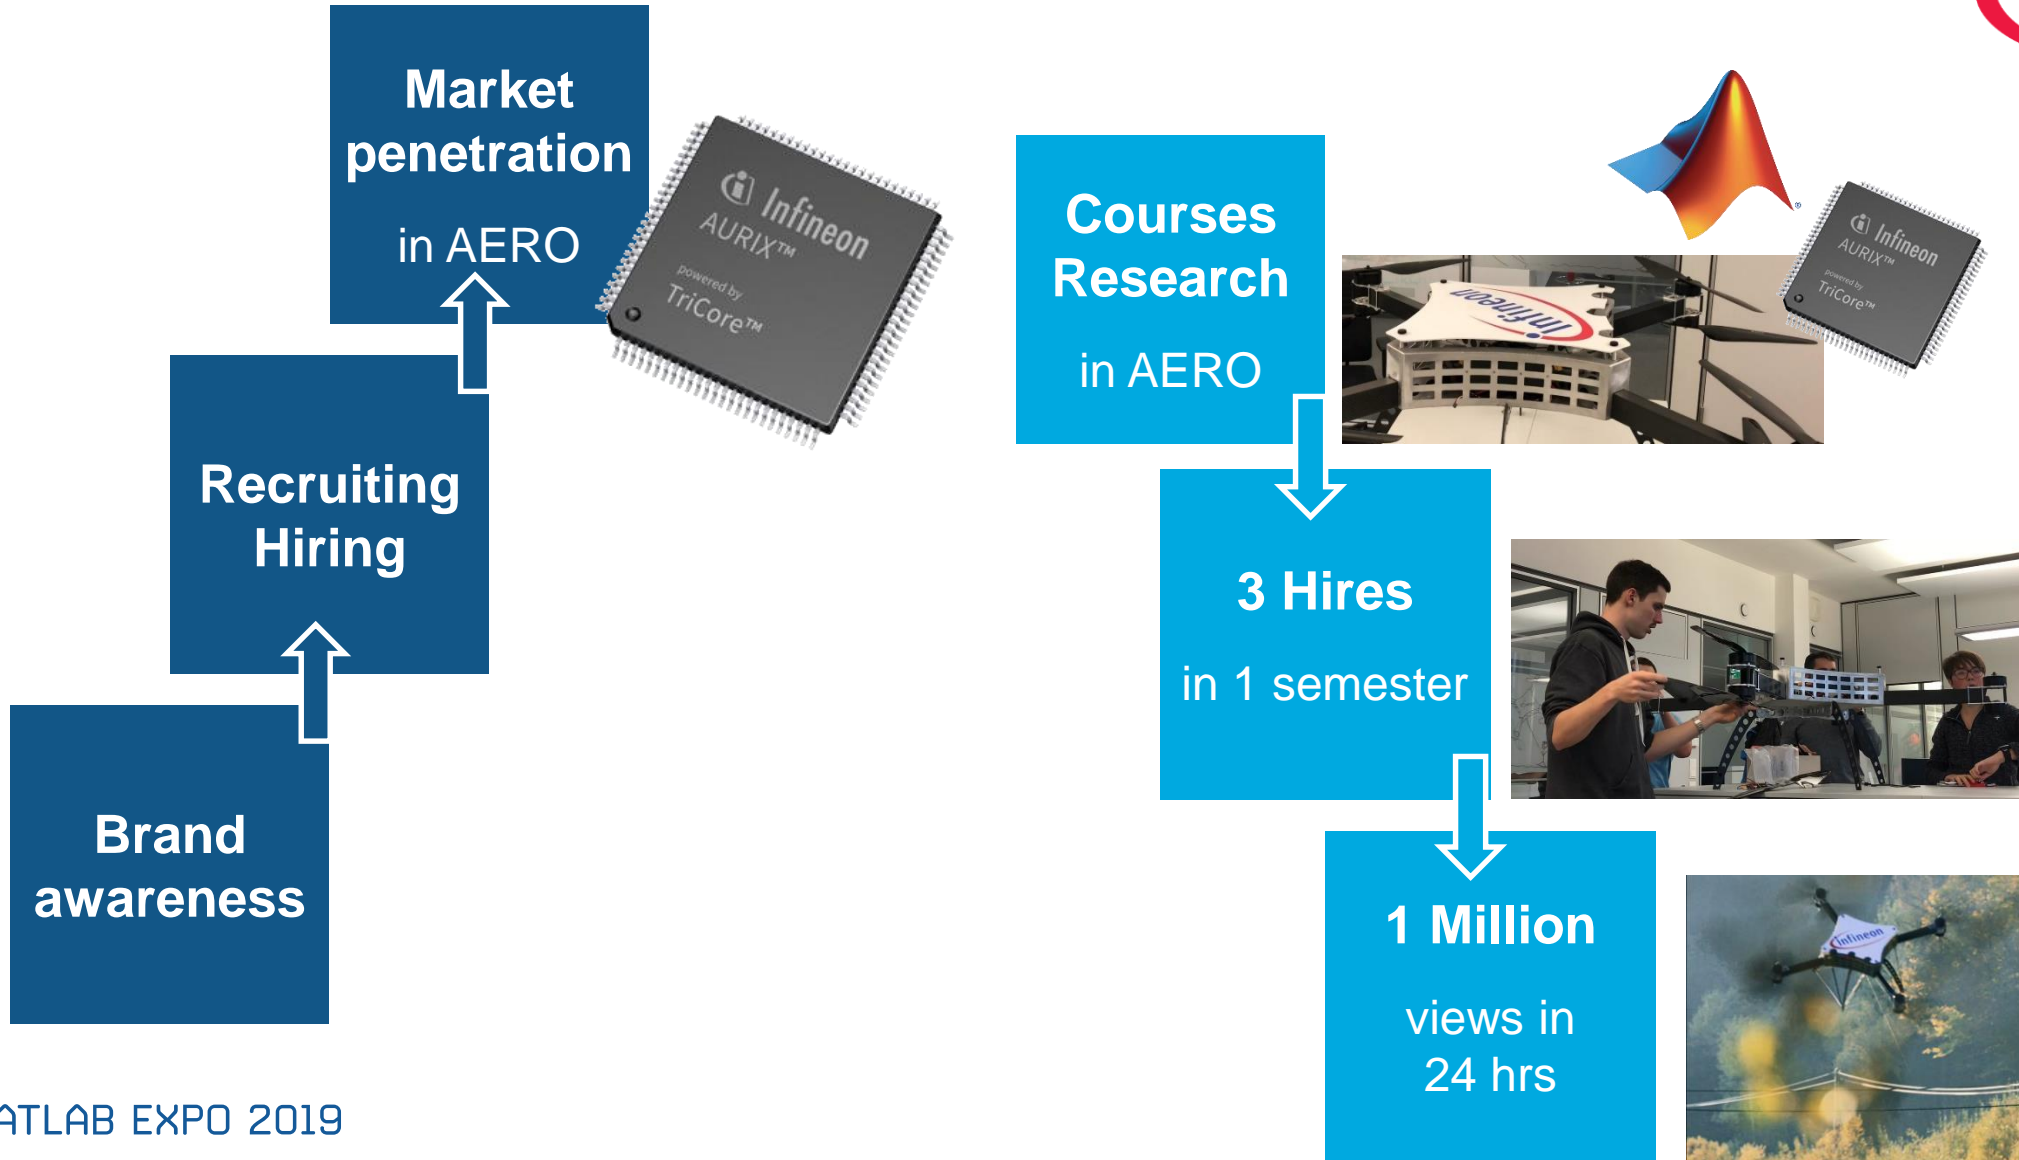 Market
penetration
in AERO
Infineon
AURIX™
powered by
TriCore™
Recruiting
Hiring
Brand
awareness
Courses
Research
in AERO
®
Infineon
AURIX™
powered by
TriCore™
Infineon
3 Hires
in 1 semester
1 Million
views in
24 hrs
Infineon
ATLAB EXPO 2019